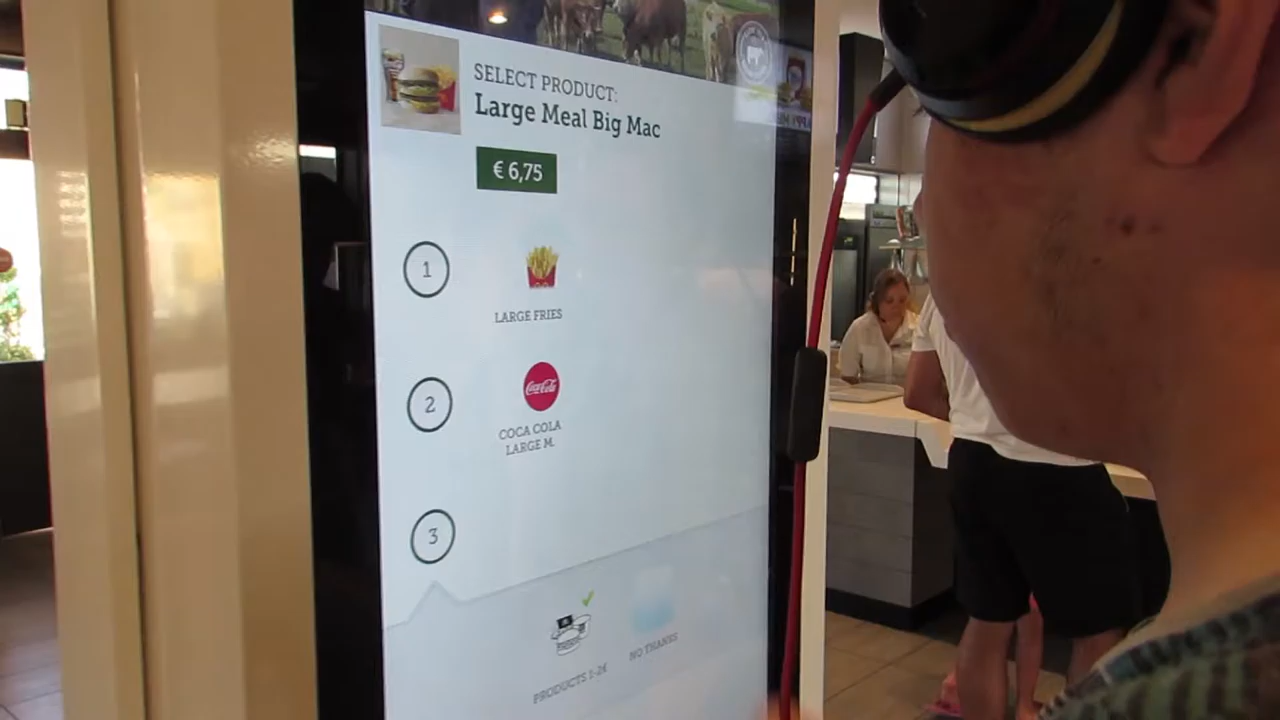 SELECT PRODUCT:
Large Meal Big Mac
€ 6,75
1
LARGE FRIES
2
Coca-Cola
COCA COLA
LARGE M.
3
PRODUCTS 1-2€
NO THANKS